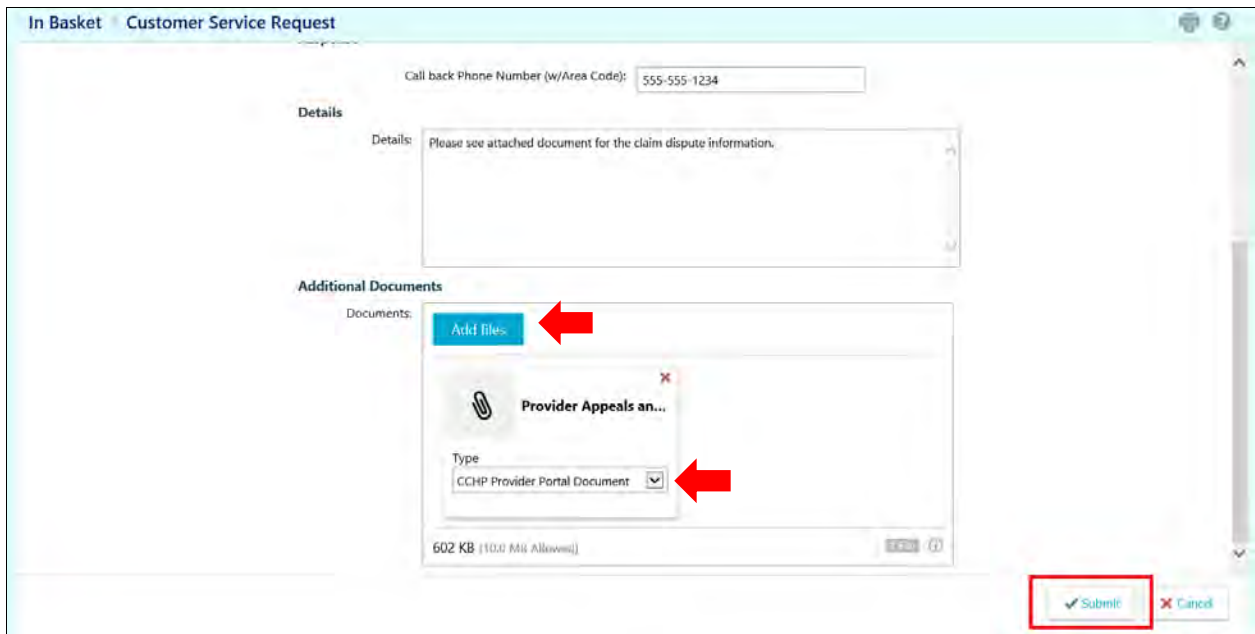 In Basket Customer Service Request
Call back Phone Number (w/Area Code): 555-555-1234
Details
Details: Please see attached document for the claim dispute information.
Additional Documents
Documents:
Add files
Provider Appeals an...
Type
CCHP Provider Portal Document
602 KB (10.0 MB Allowed)
Submit Cancel